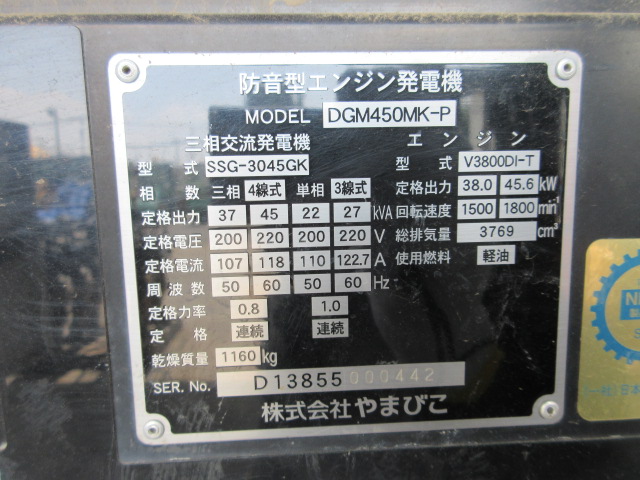 防音型エンジン発電機
MODEL DGM450MK-P
三相交流発電機 エンジン
型式 SSG-3045GK 型式 V3800DI-T
相数 三相 4線式 単相 3線式 定格出力 38.0 45.6 kW
定格出力 37 45 22 27 kVA 回転速度 1500 1800 min⁻¹
定格電圧 200 220 200 220 V 総排気量 3769 cm³
定格電流 107 118 110 122.7 A 使用燃料 軽油
周波数 50 60 50 60 Hz
定格力率 0.8 1.0
定格 連続 連続
乾燥質量 1160 kg
SER. No. D13855 000442
株式会社やまびこ